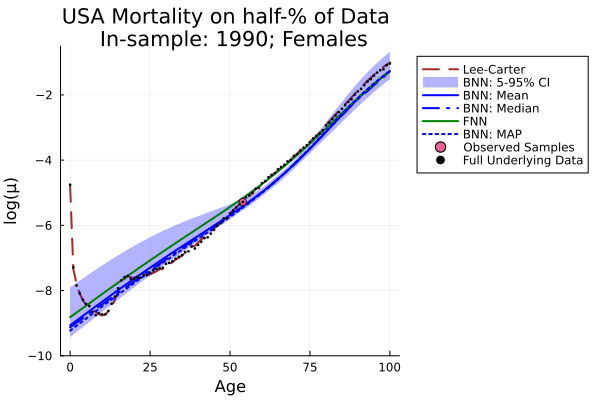 USA Mortality on half-% of Data
In-sample: 1990; Females
Lee-Carter
BNN: 5-95% CI
BNN: Mean
BNN: Median
FNN
BNN: MAP
Observed Samples
Full Underlying Data
log(μ)
−2
−4
−6
−8
−10
0 25 50 75 100
Age